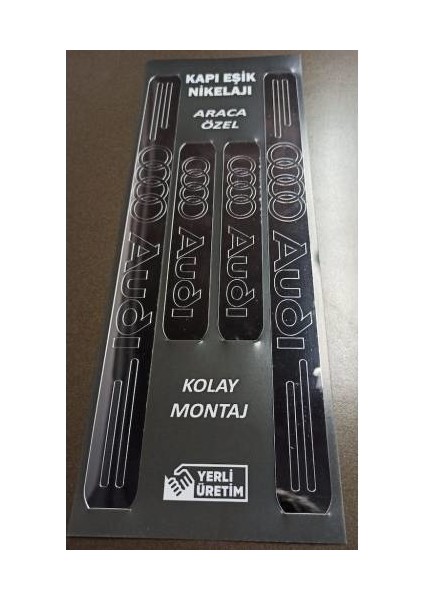 KAPI EŞİK
NİKELAJI
ARACA
ÖZEL
Audi
Audi
Audi
Audi
KOLAY
MONTAJ
YERLİ
ÜRETİM